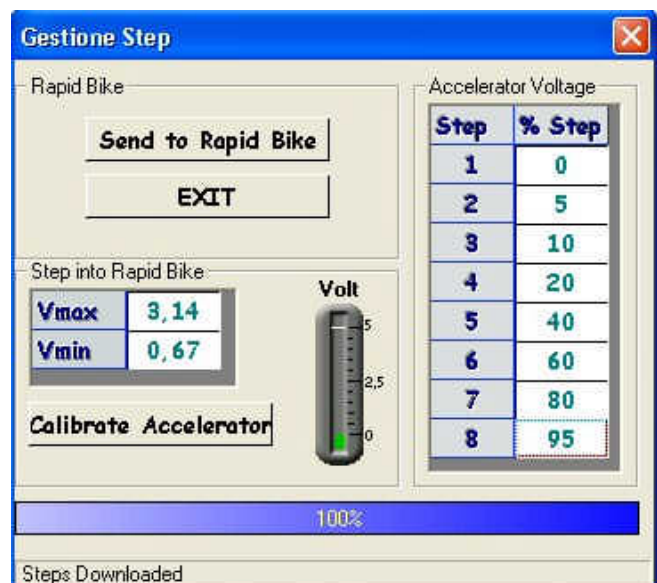 Gestione Step
Rapid Bike
Send to Rapid Bike
EXIT
Step into Rapid Bike
Vmax 3,14
Vmin 0,67
Calibrate Accelerator
Volt
5
2,5
0
Accelerator Voltage
Step % Step
1 0
2 5
3 10
4 20
5 40
6 60
7 80
8 95
100%
Steps Downloaded